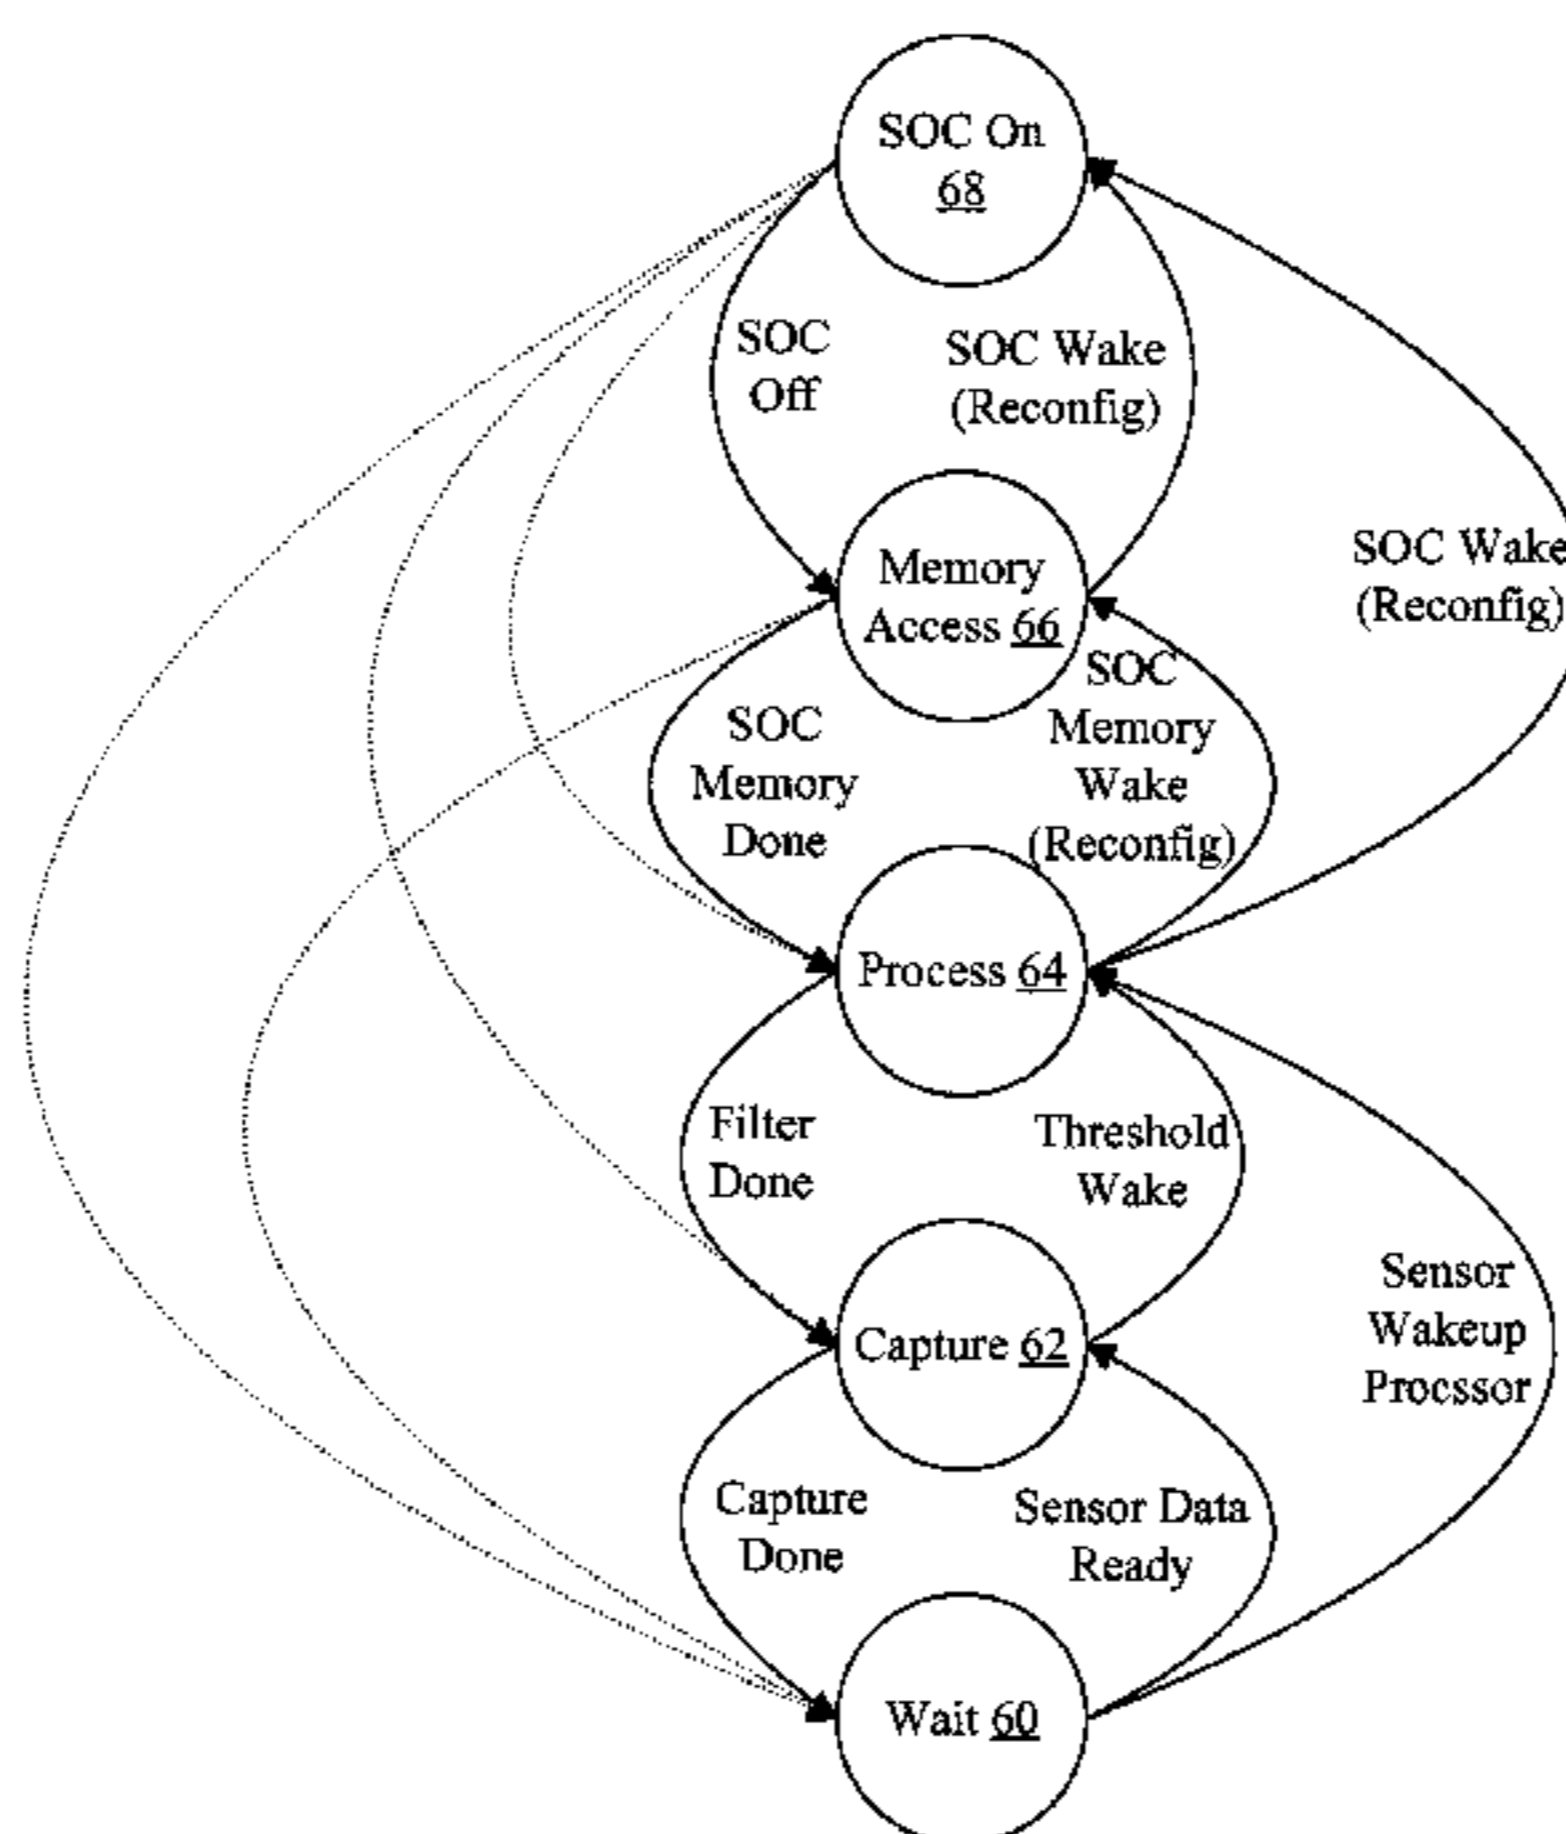 SOC On
68
SOC
Off
SOC Wake
(Reconfig)
SOC Wake
(Reconfig)
Memory
Access 66
SOC
Memory
Done
SOC
Memory
Wake
(Reconfig)
Process 64
Filter
Done
Threshold
Wake
Sensor
Wakeup
Procssor
Capture 62
Capture
Done
Sensor Data
Ready
Wait 60